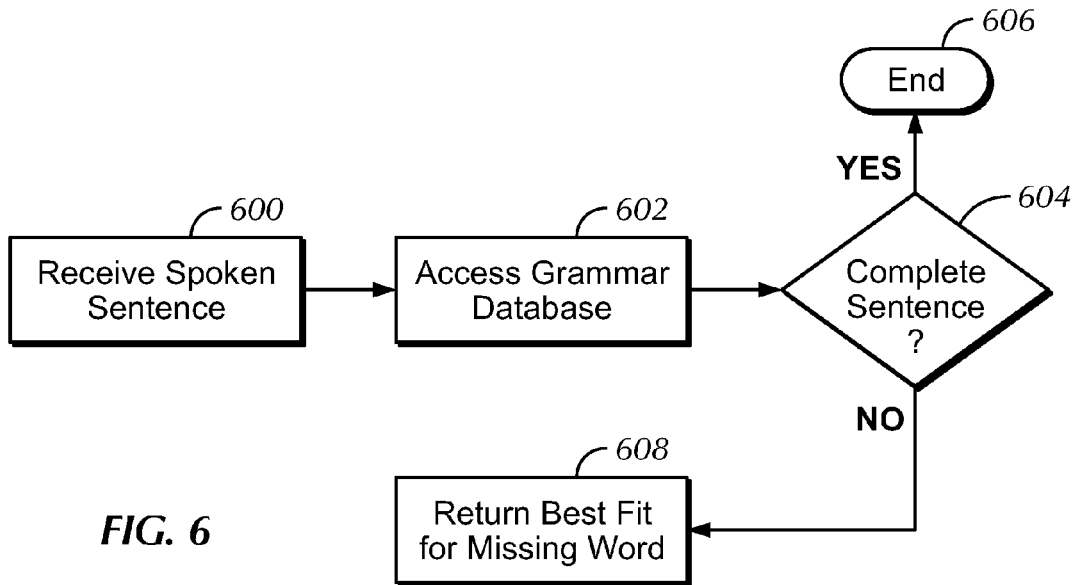 606
End
YES
600
602
604
Receive Spoken
Sentence
Access Grammar
Database
Complete
Sentence
?
NO
608
Return Best Fit
for Missing Word
FIG. 6